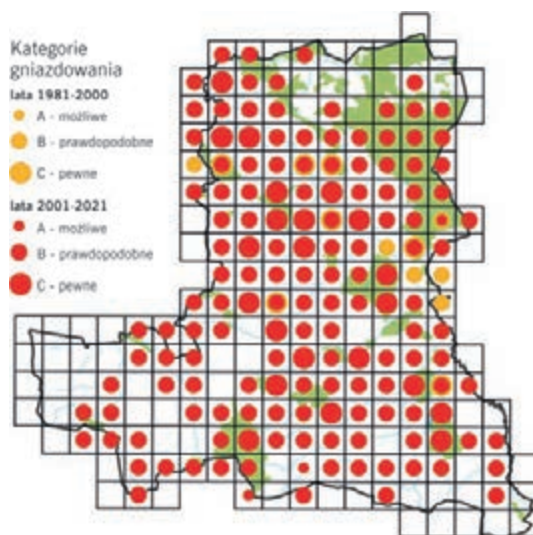 Kategorie
gniazdowania
lata 1981-2000
A - możliwe
B - prawdopodobne
C - pewne
lata 2001-2021
A - możliwe
B - prawdopodobne
C - pewne